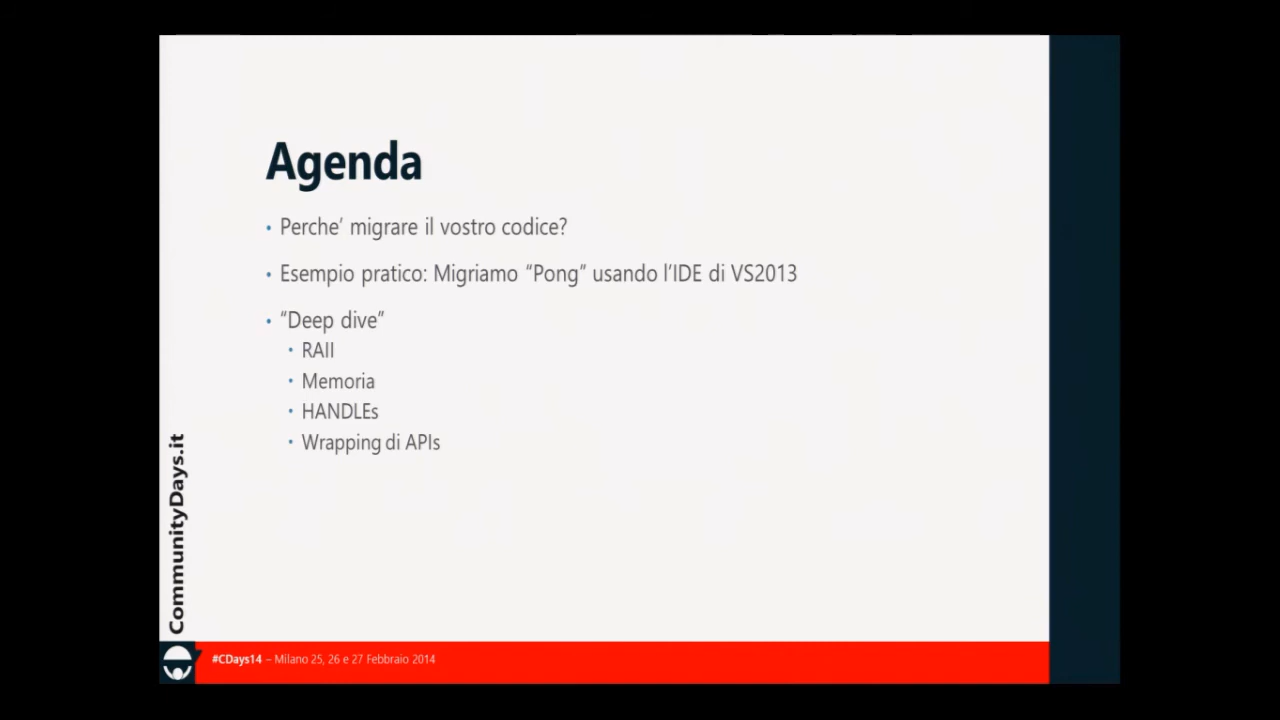 Agenda
• Perche’ migrare il vostro codice?
• Esempio pratico: Migriamo “Pong” usando l’IDE di VS2013
• “Deep dive”
• RAII
• Memoria
• HANDLEs
• Wrapping di APIs
CommunityDays.it
#CDays14 – Milano 25, 26 e 27 Febbraio 2014